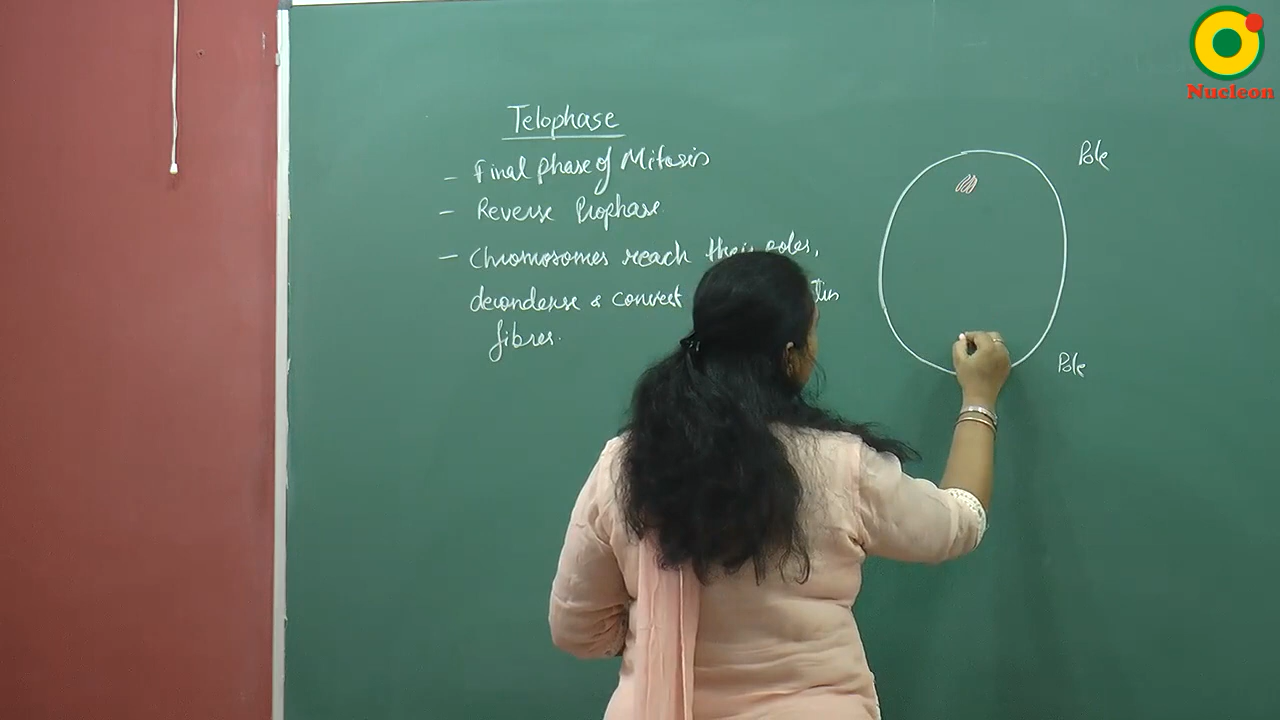 Nucleon
Telophase
- Final phase of Mitosis
- Reverse Prophase.
- Chromosomes reach their poles,
decondense & convert
fibres.
Pole
Pole